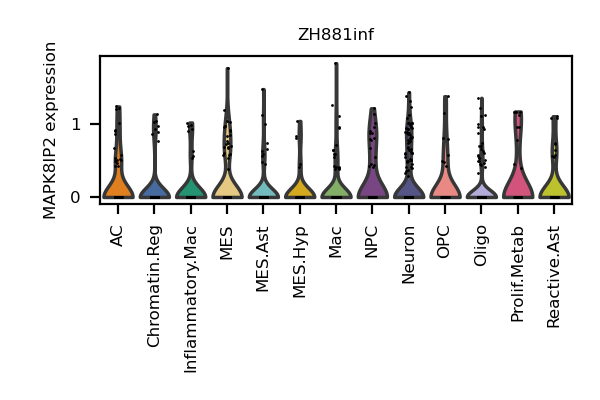 ZH881inf
MAPK8IP2 expression
1
0
AC
Chromatin.Reg
Inflammatory.Mac
MES
MES.Ast
MES.Hyp
Mac
NPC
Neuron
OPC
Oligo
Prolif.Metab
Reactive.Ast